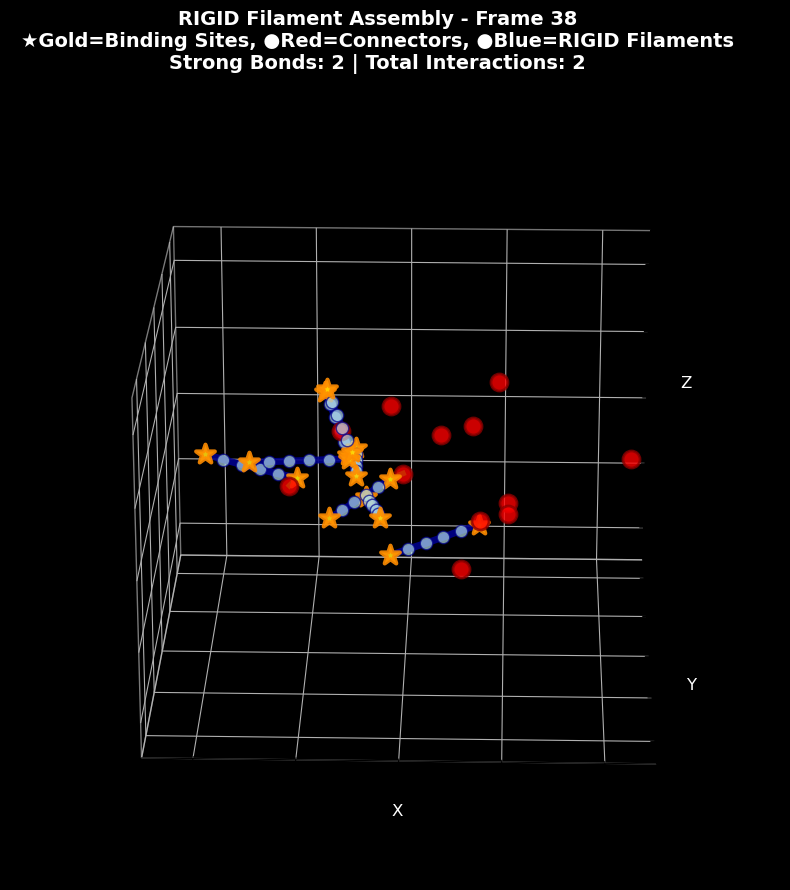 RIGID Filament Assembly - Frame 38
★Gold=Binding Sites, ●Red=Connectors, ●Blue=RIGID Filaments
Strong Bonds: 2 | Total Interactions: 2
Z
Y
X